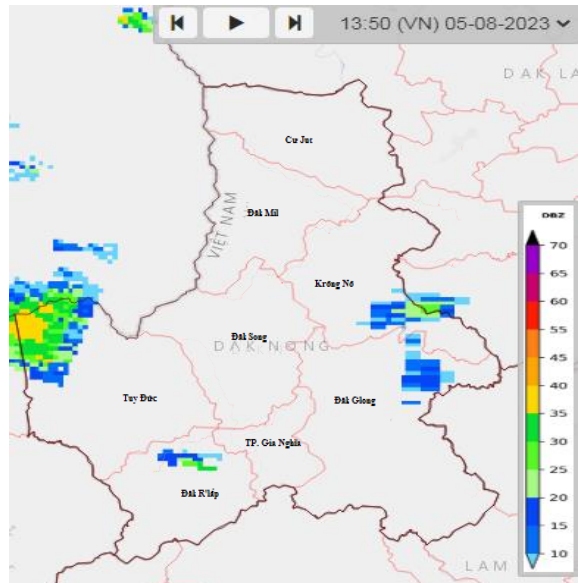 13:50 (VN) 05-08-2023
DAK LA
Cư Jut
Đăk Mil
VIỆT NAM
DBZ
70
65
60
55
50
45
40
35
30
25
20
15
10
Krông Nô
Đăk Song
DAK NONG
Tuy Đức
Đăk Glong
TP. Gia Nghĩa
Đăk R'lấp
LAM